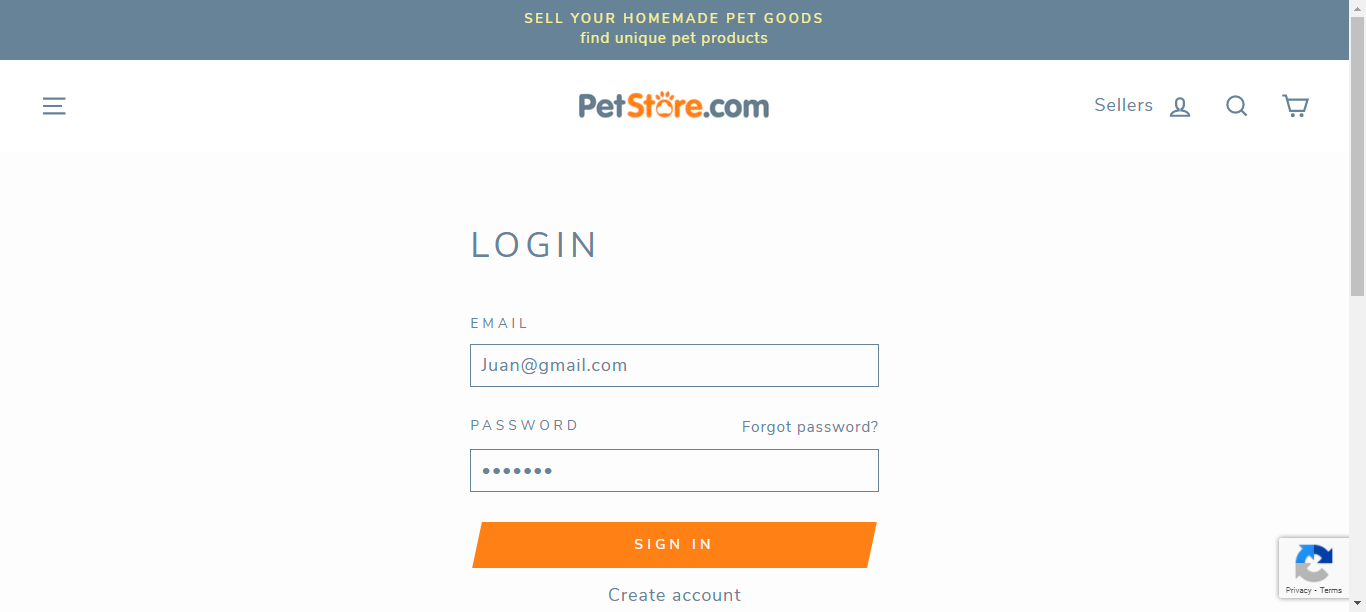 SELL YOUR HOMEMADE PET GOODS
find unique pet products
PetStore.com
Sellers
LOGIN
EMAIL
Juan@gmail.com
PASSWORD
Forgot password?
•••••••
SIGN IN
Create account
Privacy - Terms